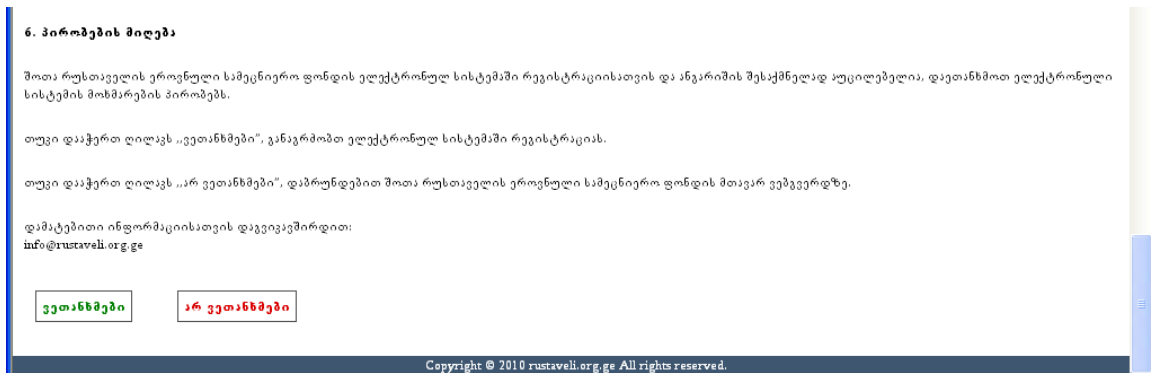 6. პირობების მიღება
შოთა რუსთაველის ეროვნული სამეცნიერო ფონდის ელექტრონულ სისტემაში რეგისტრაციისათვის და ანგარიშის შესაქმნელად აუცილებელია, დაეთანხმოთ ელექტრონული
სისტემის მოხმარების პირობებს.
თუკი დააჭერთ ღილაკს ,,ვეთანხმები", განაგრძობთ ელექტრონულ სისტემაში რეგისტრაციას.
თუკი დააჭერთ ღილაკს ,,არ ვეთანხმები", დაბრუნდებით შოთა რუსთაველის ეროვნული სამეცნიერო ფონდის მთავარ ვებგვერდზე.
დამატებითი ინფორმაციისათვის დაგვიკავშირდით:
info@rustaveli.org.ge
ვეთანხმები არ ვეთანხმები
Copyright © 2010 rustaveli.org.ge All rights reserved.